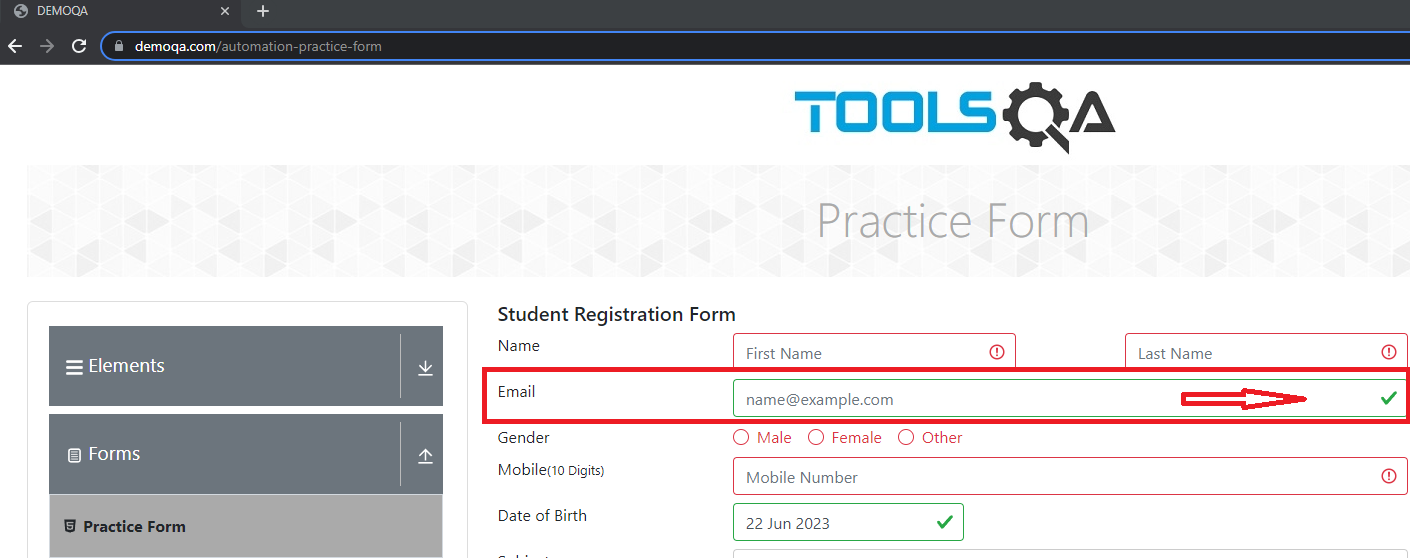 DEMOQA
demoqa.com/automation-practice-form
TOOLSQA
Practice Form
Elements
Forms
Practice Form
Student Registration Form
Name First Name Last Name
Email name@example.com
Gender Male Female Other
Mobile(10 Digits) Mobile Number
Date of Birth 22 Jun 2023